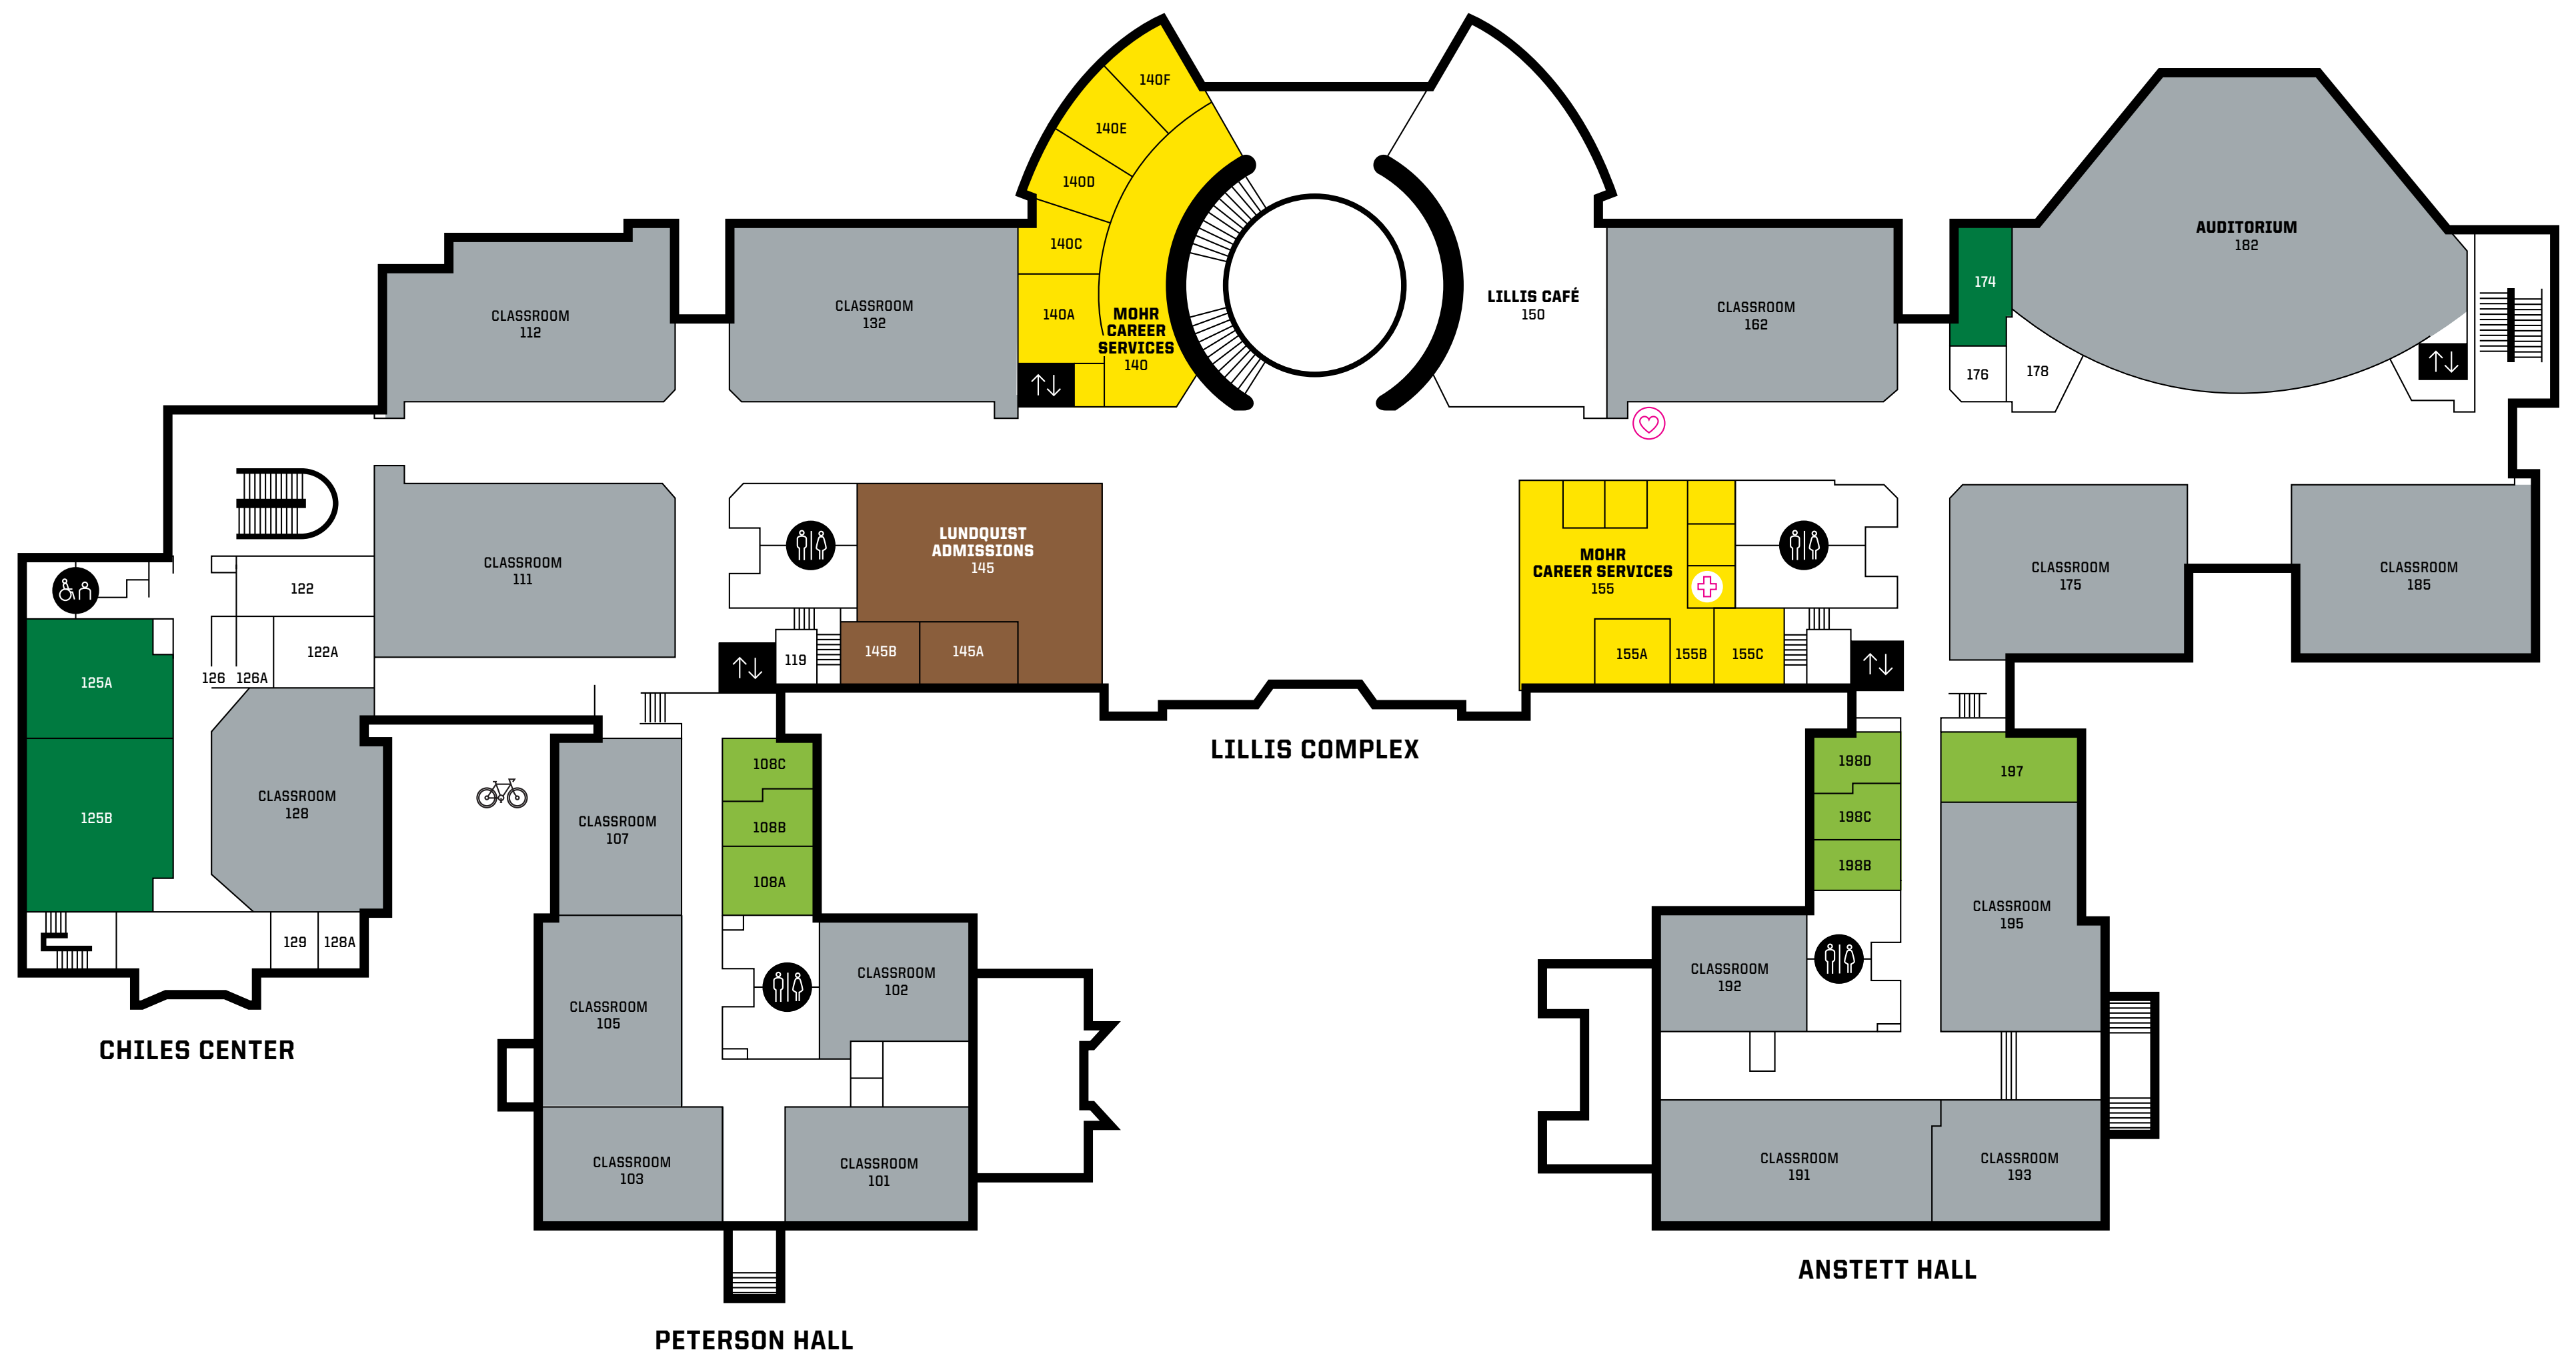 140F
140E
140D
140C
140A
MOHR
CAREER
SERVICES
140
LILLIS CAFÉ
150
AUDITORIUM
182
174
176
178
CLASSROOM
112
CLASSROOM
132
CLASSROOM
162
CLASSROOM
111
LUNDQUIST
ADMISSIONS
145
145B
145A
119
MOHR
CAREER SERVICES
155
155A
155B
155C
CLASSROOM
175
CLASSROOM
185
122
122A
126
126A
125A
125B
CLASSROOM
128
129
128A
CHILES CENTER
LILLIS COMPLEX
CLASSROOM
107
108C
108B
108A
CLASSROOM
105
CLASSROOM
102
CLASSROOM
103
CLASSROOM
101
PETERSON HALL
198D
198C
198B
197
CLASSROOM
195
CLASSROOM
192
CLASSROOM
191
CLASSROOM
193
ANSTETT HALL